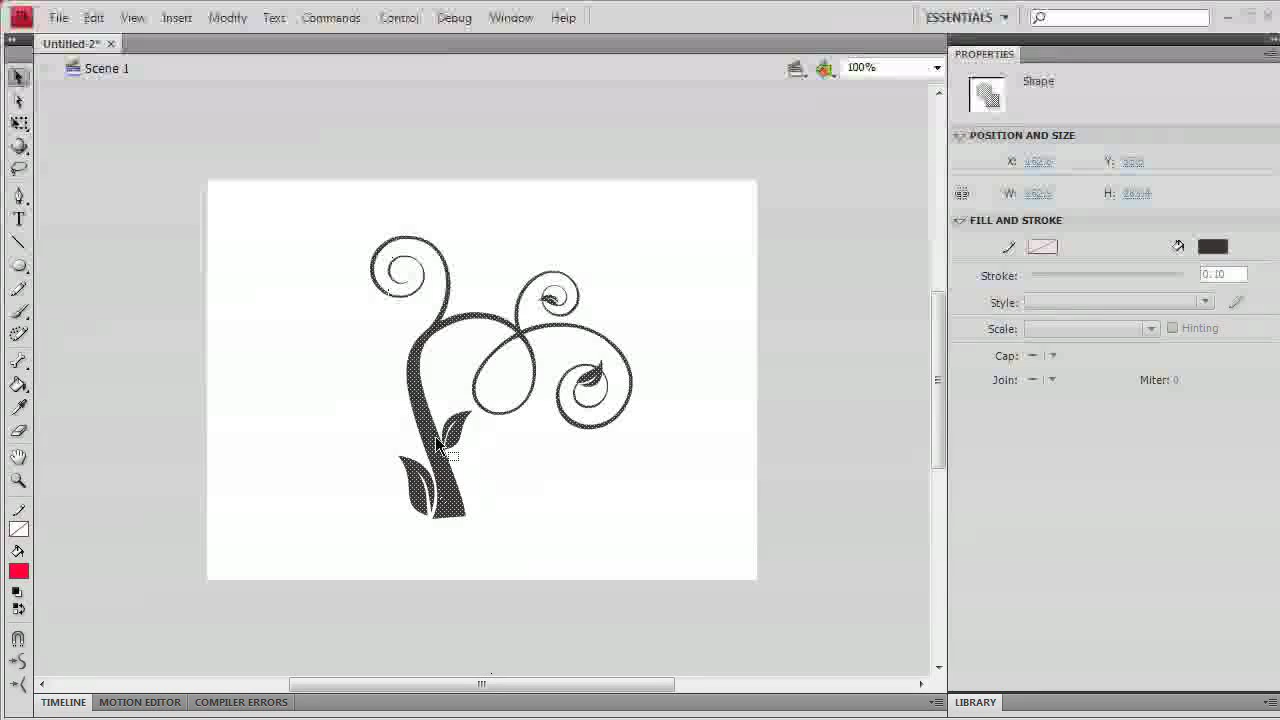 File Edit View Insert Modify Text Commands Control Debug Window Help ESSENTIALS
Untitled-2* ×
Scene 1 100%
PROPERTIES
Shape
POSITION AND SIZE
X: Y:
W: H:
FILL AND STROKE
Stroke: 0.10
Style:
Scale: Hinting
Cap:
Join: Miter: 0
T
TIMELINE MOTION EDITOR COMPILER ERRORS LIBRARY